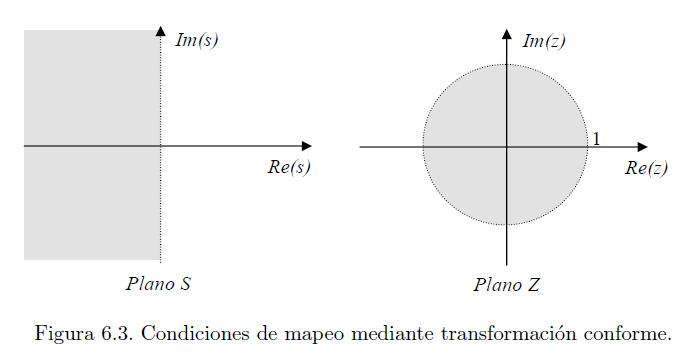 Im(s)
Re(s)
Plano S
Im(z)
1
Re(z)
Plano Z
Figura 6.3. Condiciones de mapeo mediante transformación conforme.